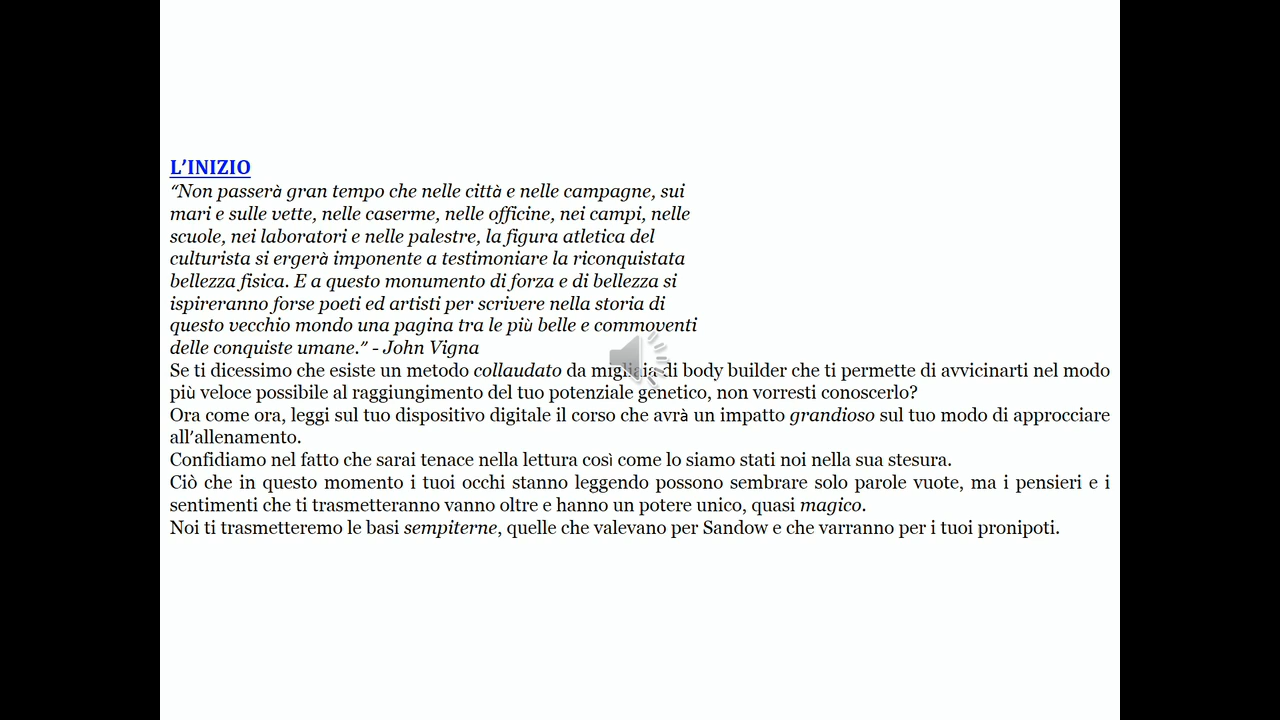 L'INIZIO
“Non passerà gran tempo che nelle città e nelle campagne, sui
mari e sulle vette, nelle caserme, nelle officine, nei campi, nelle
scuole, nei laboratori e nelle palestre, la figura atletica del
culturista si ergerà imponente a testimoniare la riconquistata
bellezza fisica. E a questo monumento di forza e di bellezza si
ispireranno forse poeti ed artisti per scrivere nella storia di
questo vecchio mondo una pagina tra le più belle e commoventi
delle conquiste umane.” - John Vigna
Se ti dicessimo che esiste un metodo collaudato da migliaia di body builder che ti permette di avvicinarti nel modo
più veloce possibile al raggiungimento del tuo potenziale genetico, non vorresti conoscerlo?
Ora come ora, leggi sul tuo dispositivo digitale il corso che avrà un impatto grandioso sul tuo modo di approcciare
all'allenamento.
Confidiamo nel fatto che sarai tenace nella lettura così come lo siamo stati noi nella sua stesura.
Ciò che in questo momento i tuoi occhi stanno leggendo possono sembrare solo parole vuote, ma i pensieri e i
sentimenti che ti trasmetteranno vanno oltre e hanno un potere unico, quasi magico.
Noi ti trasmetteremo le basi sempiterne, quelle che valevano per Sandow e che varranno per i tuoi pronipoti.